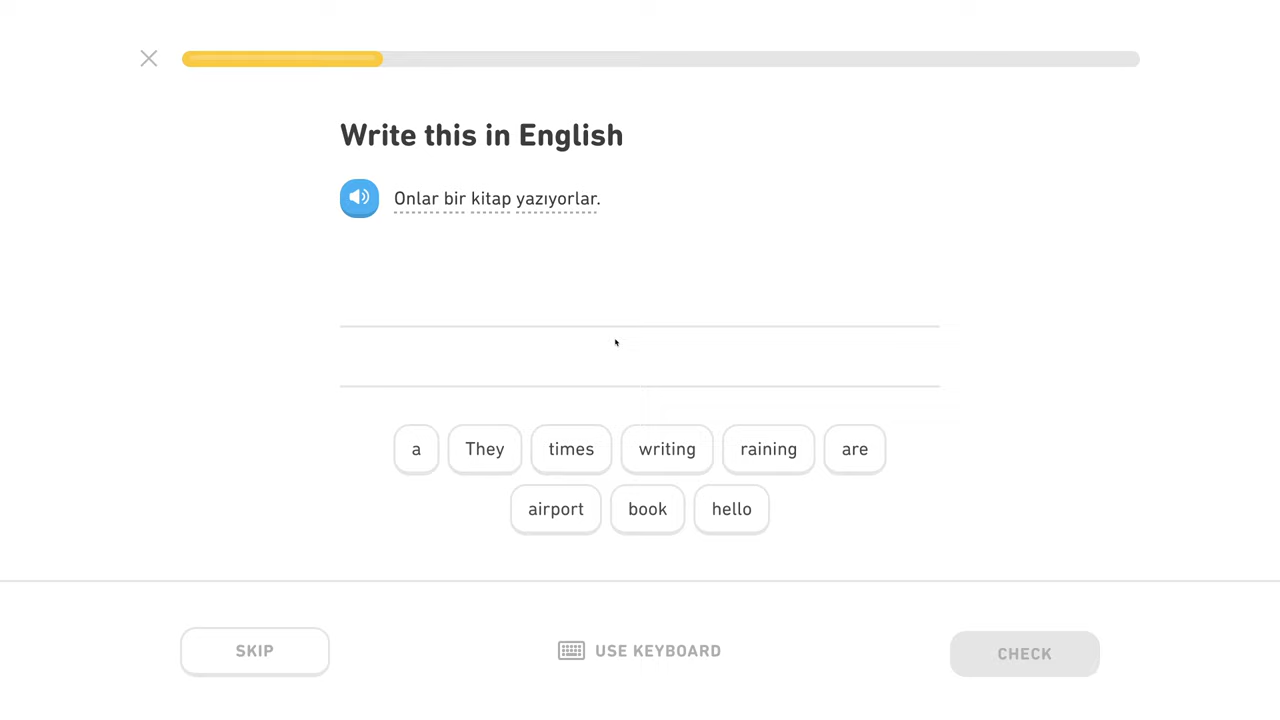 Write this in English
Onlar bir kitap yazıyorlar.
a They times writing raining are
airport book hello
SKIP USE KEYBOARD CHECK